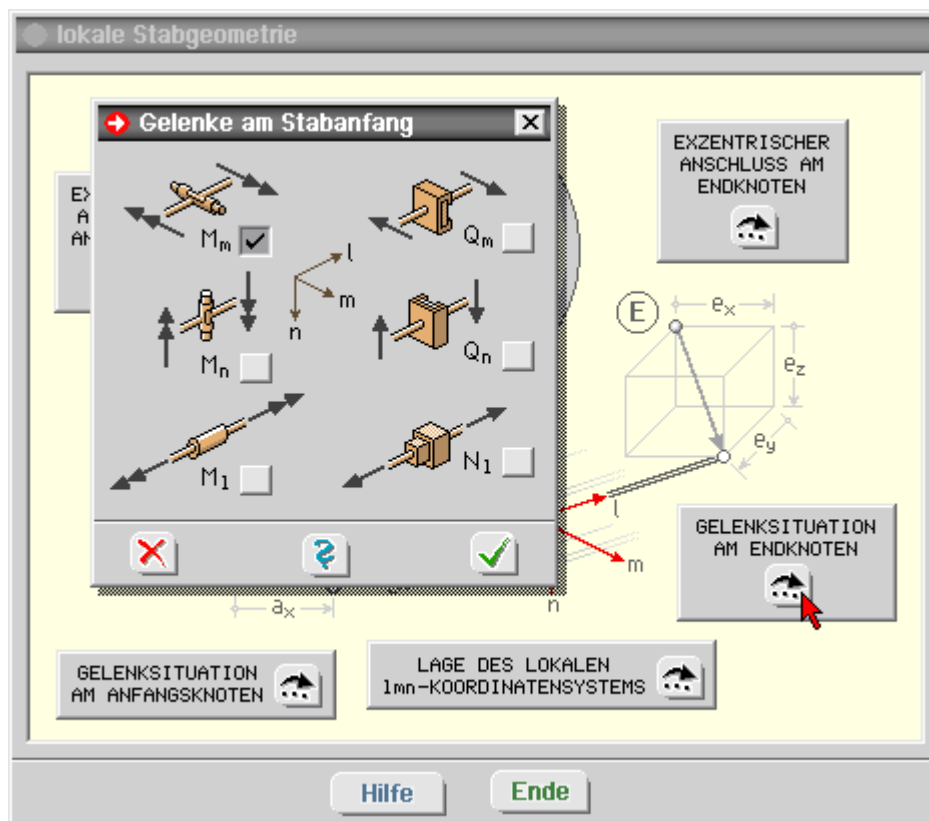 lokale Stabgeometrie
Gelenke am Stabanfang
Mm
Qm
l
m
n
Mn
Qn
Ml
Nl
EXZENTRISCHER
ANSCHLUSS AM
ENDKNOTEN
E
ex
ez
ey
l
m
n
ax
GELENKSITUATION
AM ENDKNOTEN
GELENKSITUATION
AM ANFANGSKNOTEN
LAGE DES LOKALEN
lmn-KOORDINATENSYSTEMS
Hilfe
Ende